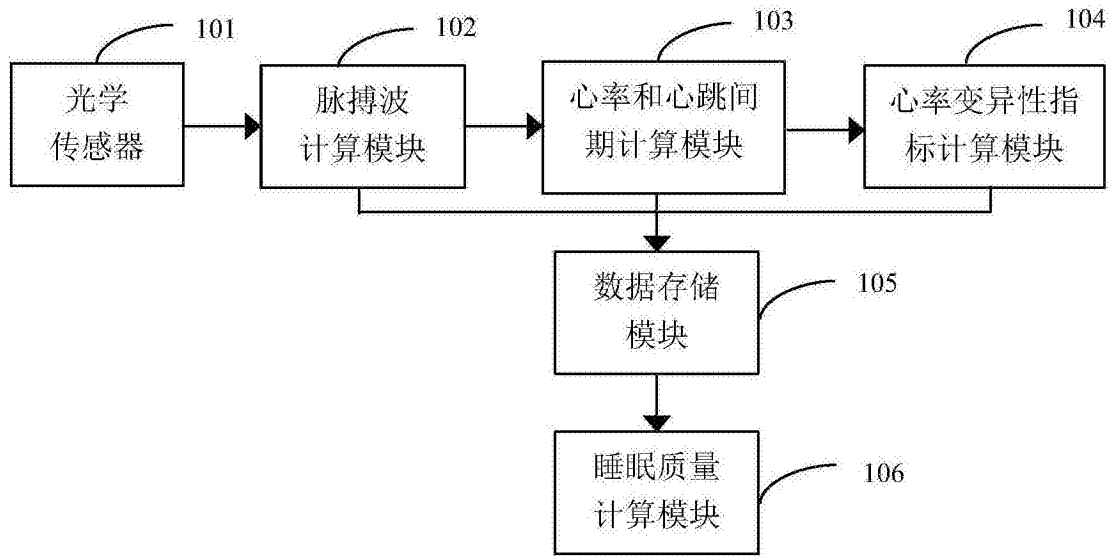 101
102
103
104
光学
传感器
脉搏波
计算模块
心率和心跳间
期计算模块
心率变异性指
标计算模块
数据存储
模块
105
睡眠质量
计算模块
106